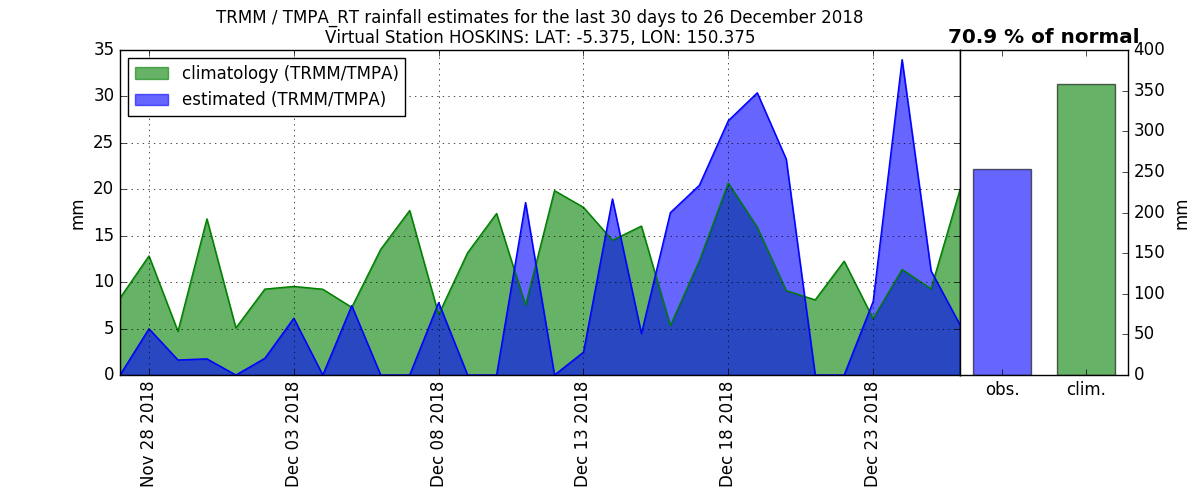 TRMM / TMPA_RT rainfall estimates for the last 30 days to 26 December 2018
Virtual Station HOSKINS: LAT: -5.375, LON: 150.375
70.9 % of normal
climatology (TRMM/TMPA)
estimated (TRMM/TMPA)
35
30
25
20
15
10
5
0
mm
Nov 28 2018
Dec 03 2018
Dec 08 2018
Dec 13 2018
Dec 18 2018
Dec 23 2018
400
350
300
250
200
150
100
50
0
mm
obs.
clim.